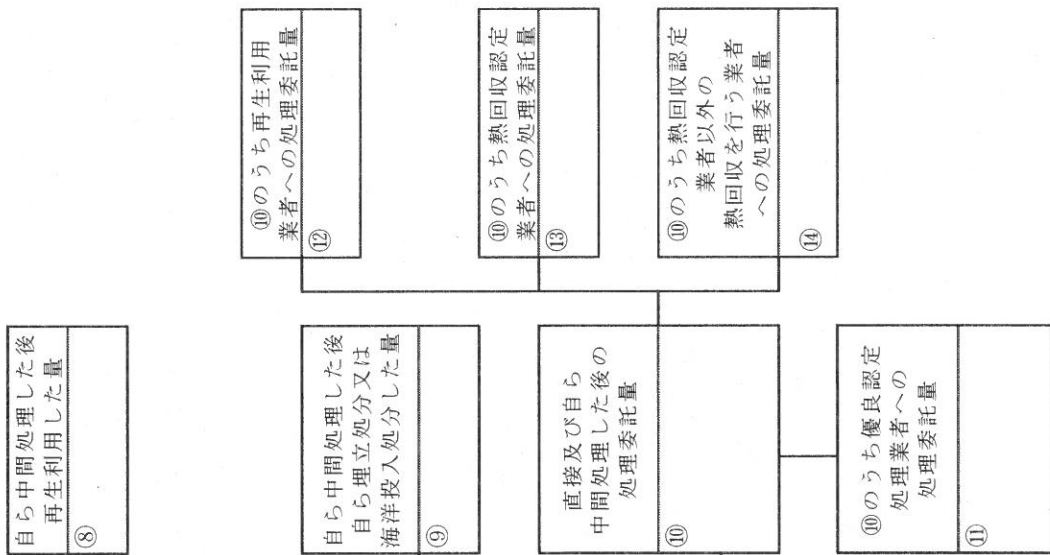 自ら中間処理した後
再生利用した量
⑧
自ら中間処理した後
自ら埋立処分又は
海洋投入処分した量
⑨
直接及び自ら
中間処理した後の
処理委託量
⑩
⑩のうち優良認定
処理業者への
処理委託量
⑪
⑩のうち再生利用
業者への処理委託量
⑫
⑩のうち熱回収認定
業者への処理委託量
⑬
⑩のうち熱回収認定
業者以外の
熱回収を行う業者
への処理委託量
⑭